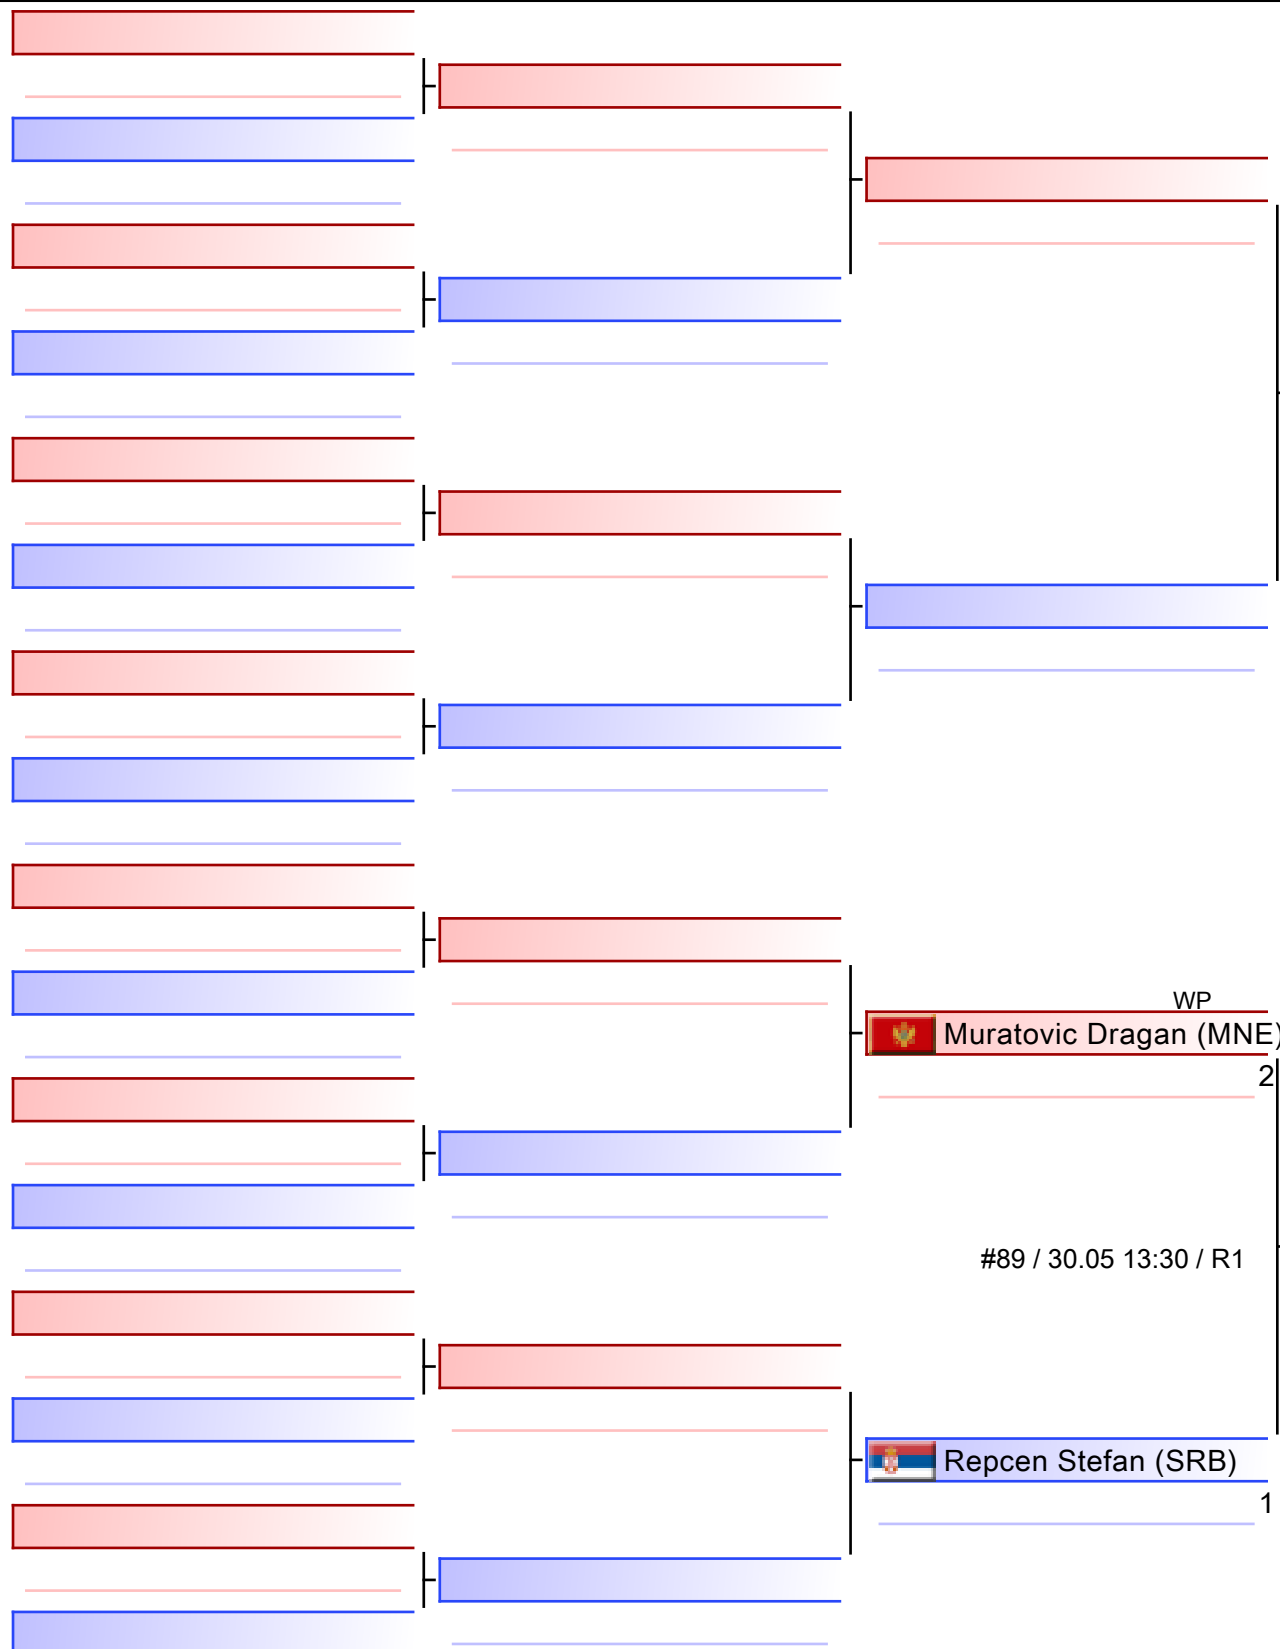 WP
Muratovic Dragan (MNE)
2
#89 / 30.05 13:30 / R1
Repcen Stefan (SRB)
1